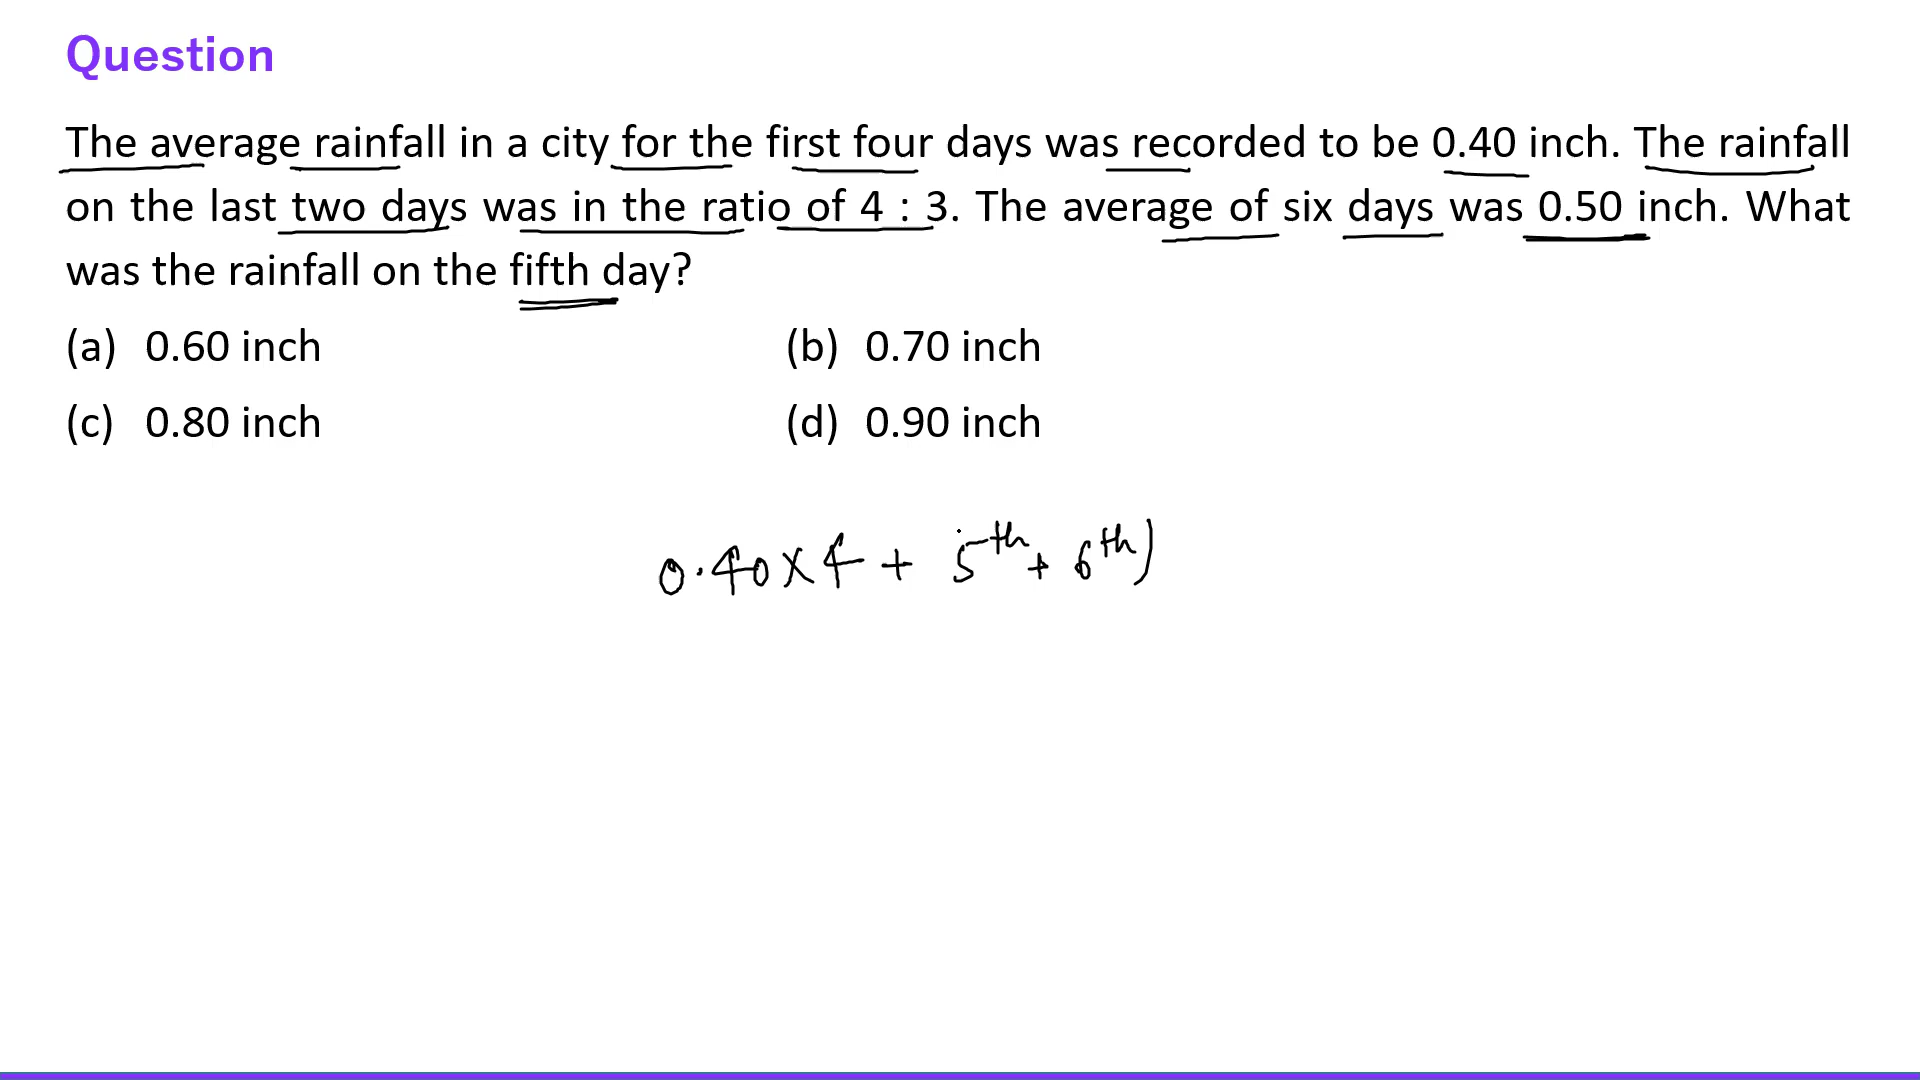 Question
The average rainfall in a city for the first four days was recorded to be 0.40 inch. The rainfall
on the last two days was in the ratio of 4 : 3. The average of six days was 0.50 inch. What
was the rainfall on the fifth day?
(a) 0.60 inch (b) 0.70 inch
(c) 0.80 inch (d) 0.90 inch
0.40 × 4 + 5th + 6th)